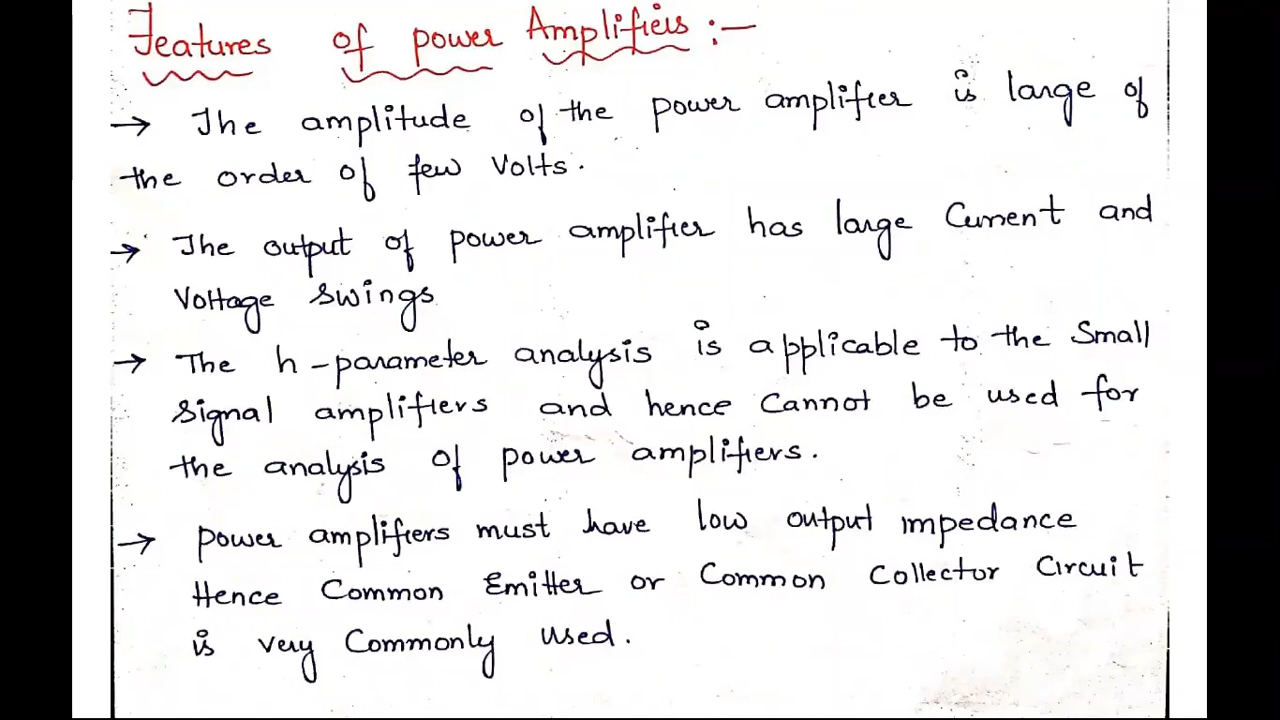 Features of power Amplifiers :-
→ The amplitude of the power amplifier is large of
the order of few Volts.
→ The output of power amplifier has large Current and
Voltage swings
→ The h-parameter analysis is applicable to the Small
signal amplifiers and hence Cannot be used for
the analysis of power amplifiers.
→ power amplifiers must have low output impedance
Hence Common Emitter or Common Collector Circuit
is very Commonly used.